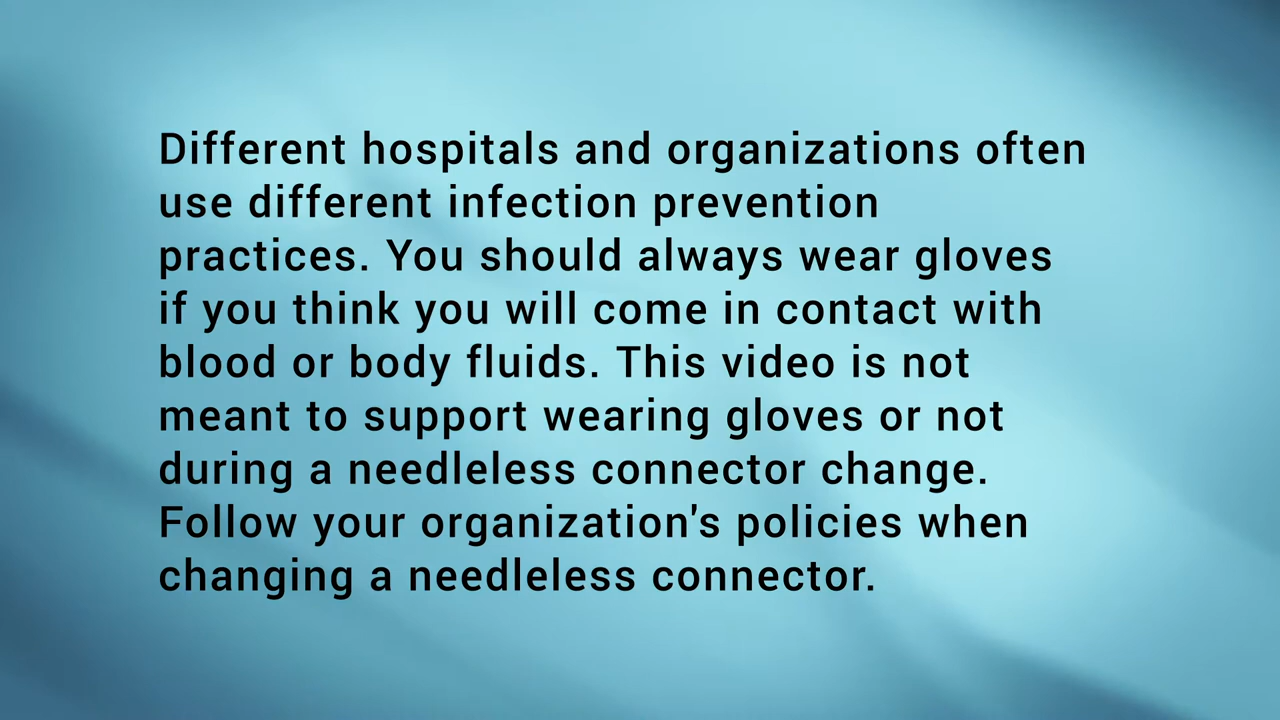 Different hospitals and organizations often
use different infection prevention
practices. You should always wear gloves
if you think you will come in contact with
blood or body fluids. This video is not
meant to support wearing gloves or not
during a needleless connector change.
Follow your organization's policies when
changing a needleless connector.